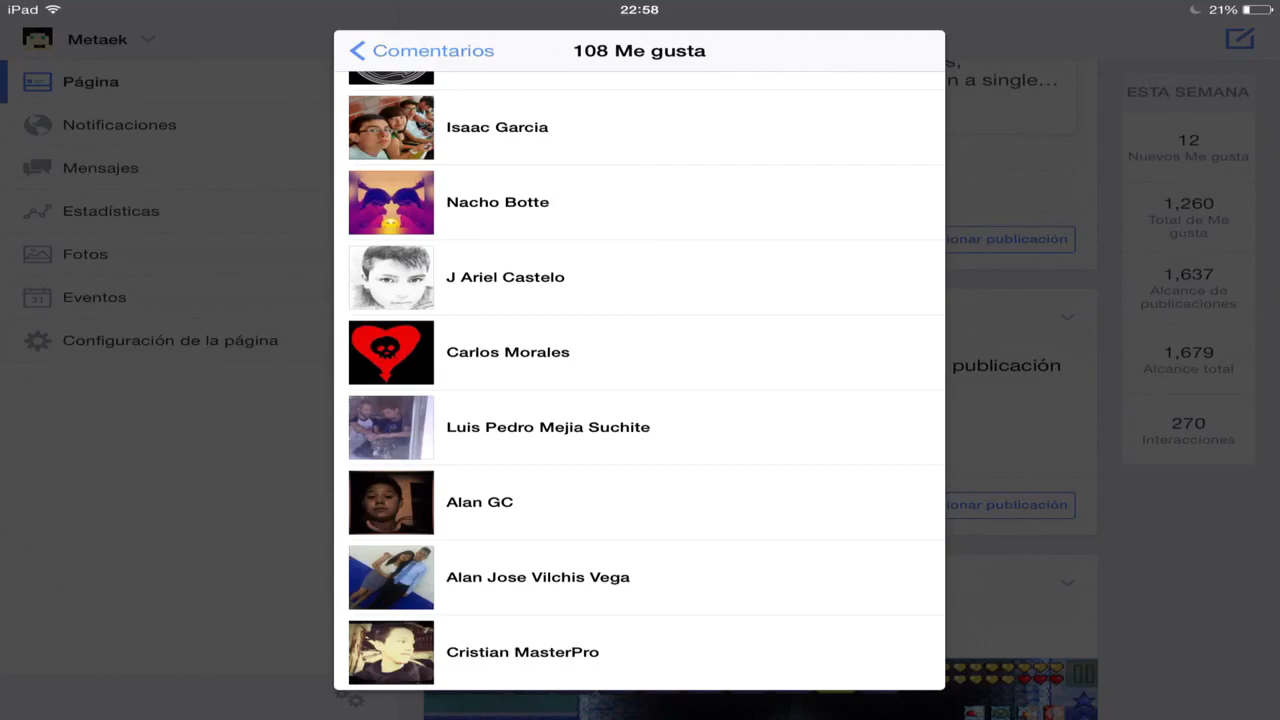 iPad
22:58
21%
Metaek
Página
Notificaciones
Mensajes
Estadísticas
Fotos
31
Eventos
Configuración de la página
Comentarios
108 Me gusta
Isaac Garcia
Nacho Botte
J Ariel Castelo
Carlos Morales
Luis Pedro Mejia Suchite
Alan GC
Alan Jose Vilchis Vega
Cristian MasterPro
s,
n a single...
ionar publicación
publicación
ionar publicación
ESTA SEMANA
12
Nuevos Me gusta
1,260
Total de Me
gusta
1,637
Alcance de
publicaciones
1,679
Alcance total
270
Interacciones